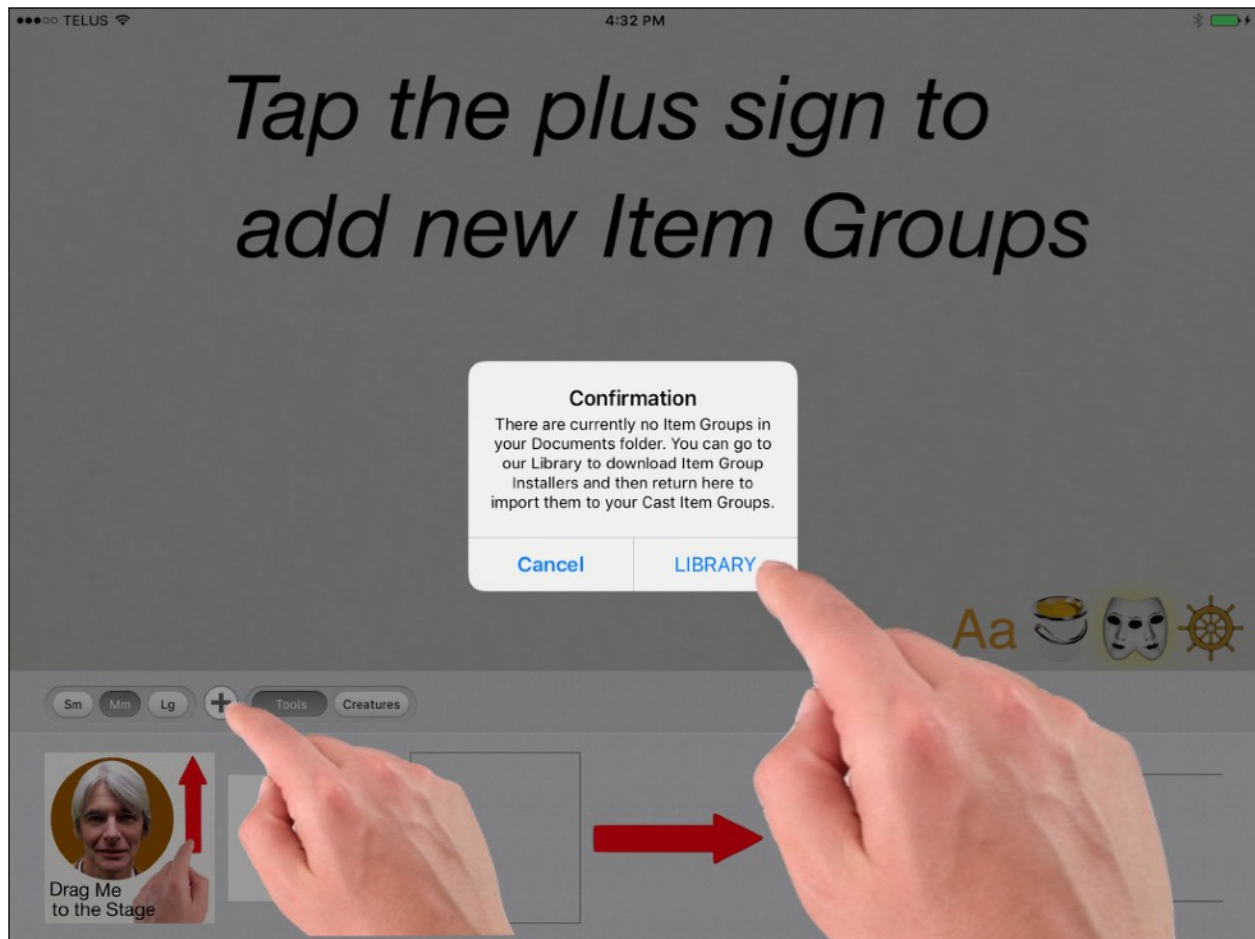 TELUS 4:32 PM
Tap the plus sign to
add new Item Groups
Confirmation
There are currently no Item Groups in
your Documents folder. You can go to
our Library to download Item Group
Installers and then return here to
import them to your Cast Item Groups.
Cancel LIBRARY
Aa
Sm Mm Lg + Tools Creatures
Drag Me
to the Stage